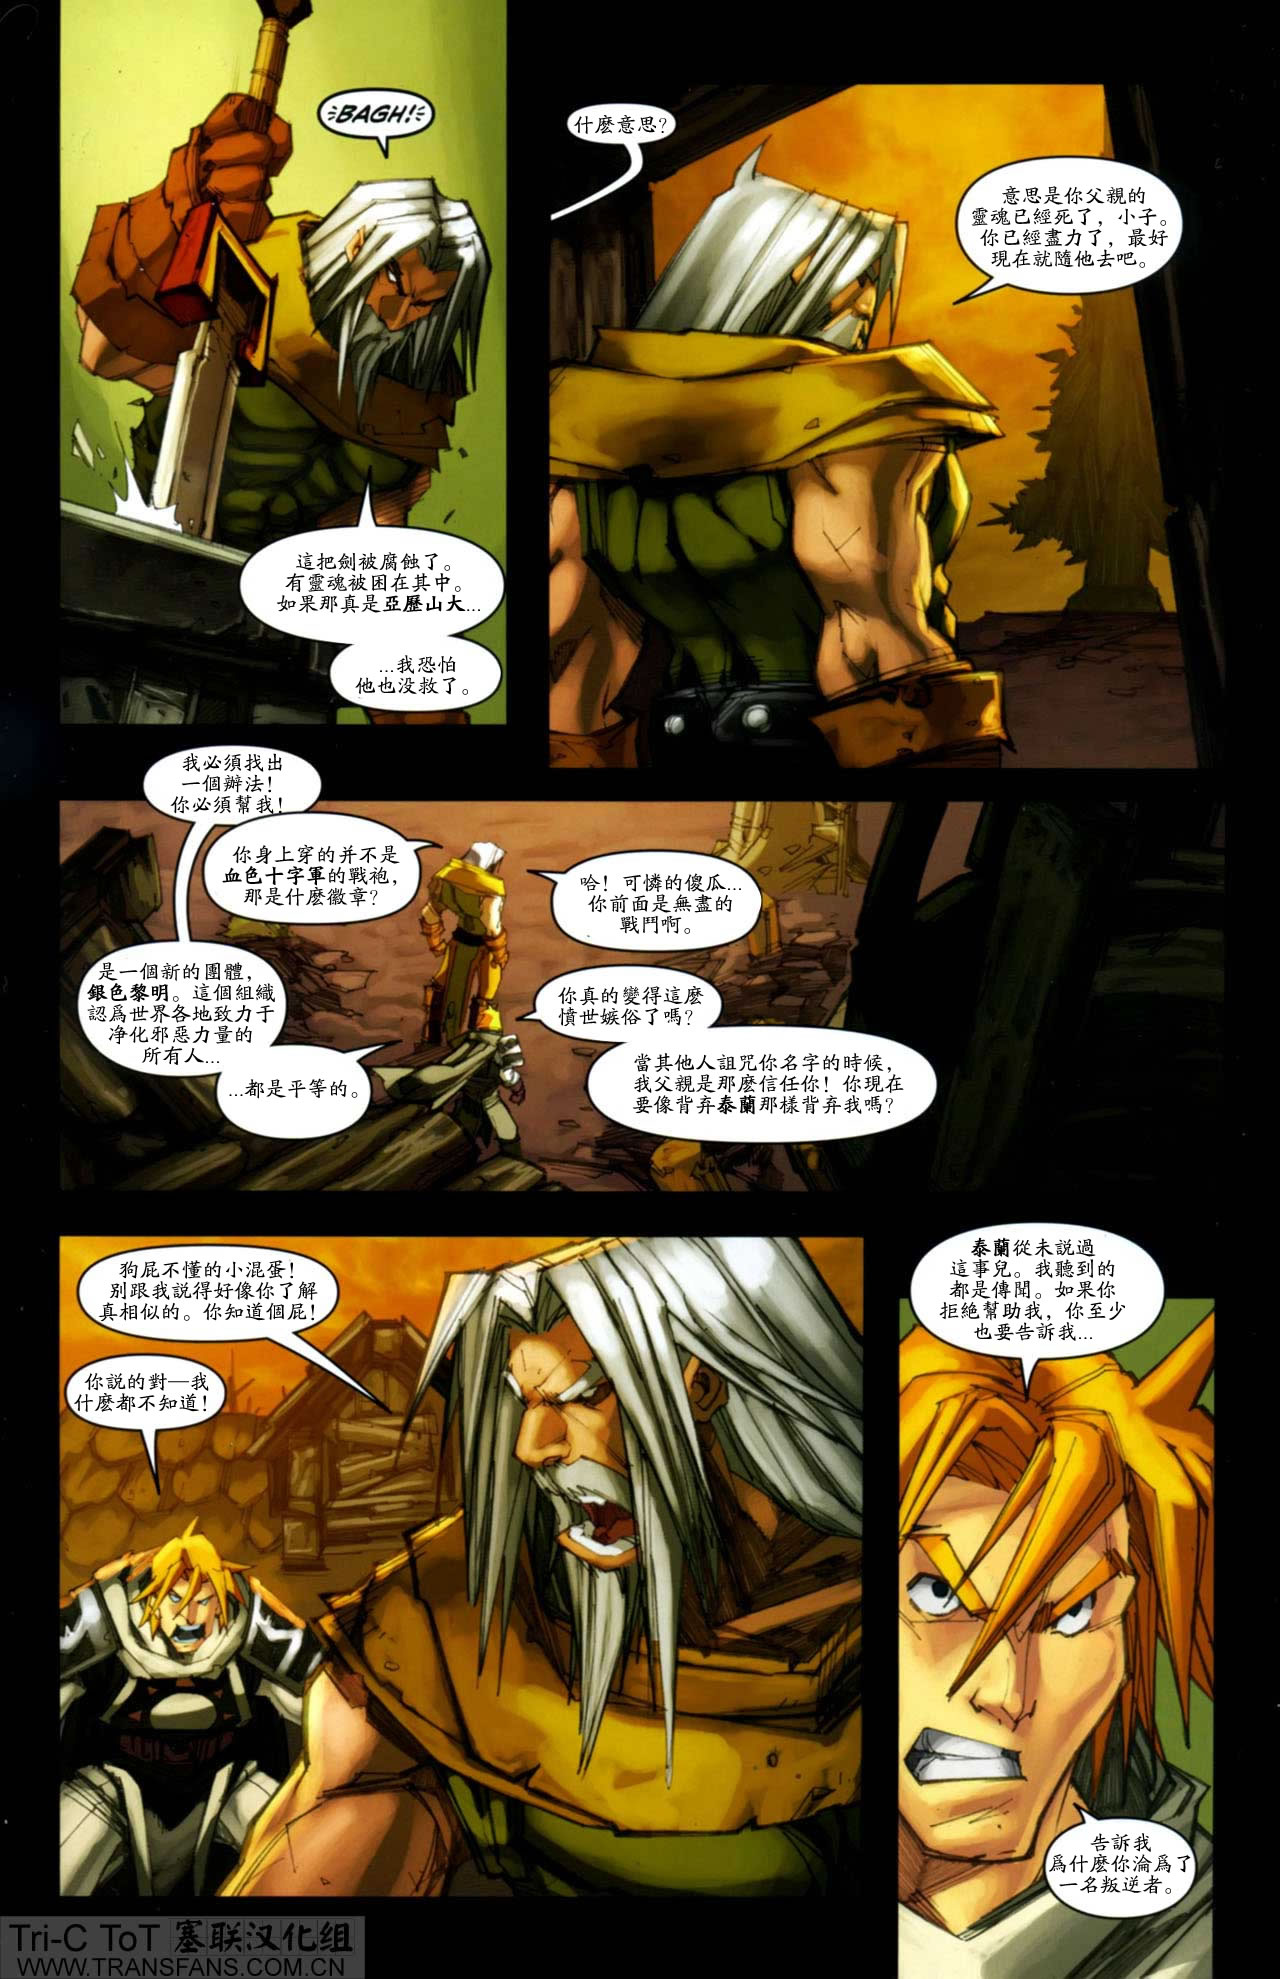 BAGH!
這把劍被腐蝕了。
有靈魂被困在其中。
如果那真是亞歷山大...
...我恐怕
他也没救了。
什麽意思?
意思是你父親的
靈魂已經死了，小子。
你已經盡力了，最好
現在就隨他去吧。
我必須找出
一個辦法!
你必須幫我!
你身上穿的并不是
血色十字軍的戰袍，
那是什麽徽章?
是一個新的團體，
銀色黎明。這個組織
認爲世界各地致力于
净化邪惡力量的
所有人...
...都是平等的。
哈! 可憐的傻瓜...
你前面是無盡的
戰鬥啊。
你真的變得這麽
憤世嫉俗了嗎?
當其他人詛咒你名字的時候，
我父親是那麽信任你! 你現在
要像背弃泰蘭那樣背弃我嗎?
狗屁不懂的小混蛋!
别跟我説得好像你了解
真相似的。你知道個屁!
你説的對—我
什麽都不知道!
泰蘭從未説過
這事兒。我聽到的
都是傳聞。如果你
拒絶幫助我，你至少
也要告訴我...
告訴我
爲什麽你淪爲了
一名叛逆者。
Tri-C ToT 塞联汉化组
WWW.TRANSFANS.COM.CN